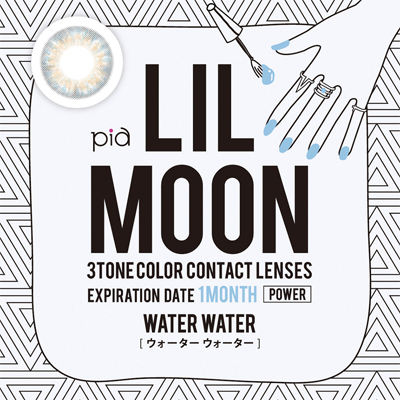 pia
LIL
MOON
3TONE COLOR CONTACT LENSES
EXPIRATION DATE 1MONTH POWER
WATER WATER
[ ウォーター ウォーター ]